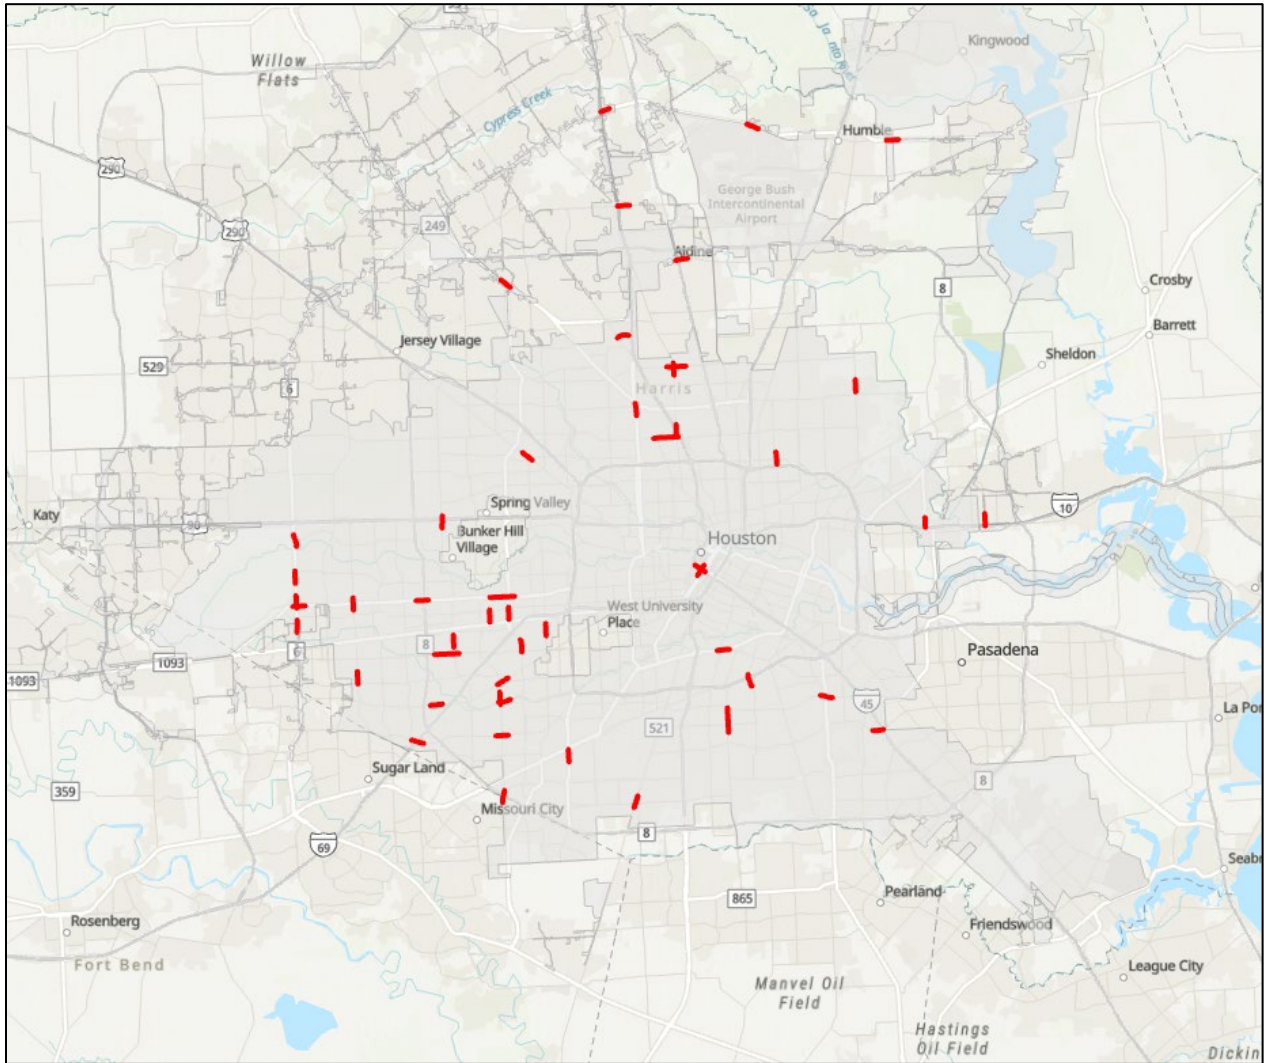 Kingwood
Willow
Flats
Cypress Creek
Humble
290
George Bush
Intercontinental
Airport
249
290
Aldine
Crosby
8
Barrett
Jersey Village
Sheldon
529
6
Harris
Spring Valley
10
Katy
90
Bunker Hill
Village
Houston
West University
Place
8
6
Pasadena
1093
1093
45
La Por
521
Sugar Land
8
359
Missouri City
8
69
Seabr
865
Pearland
Rosenberg
Friendswood
Fort Bend
League City
Manvel Oil
Field
Hastings
Oil Field
Dickin